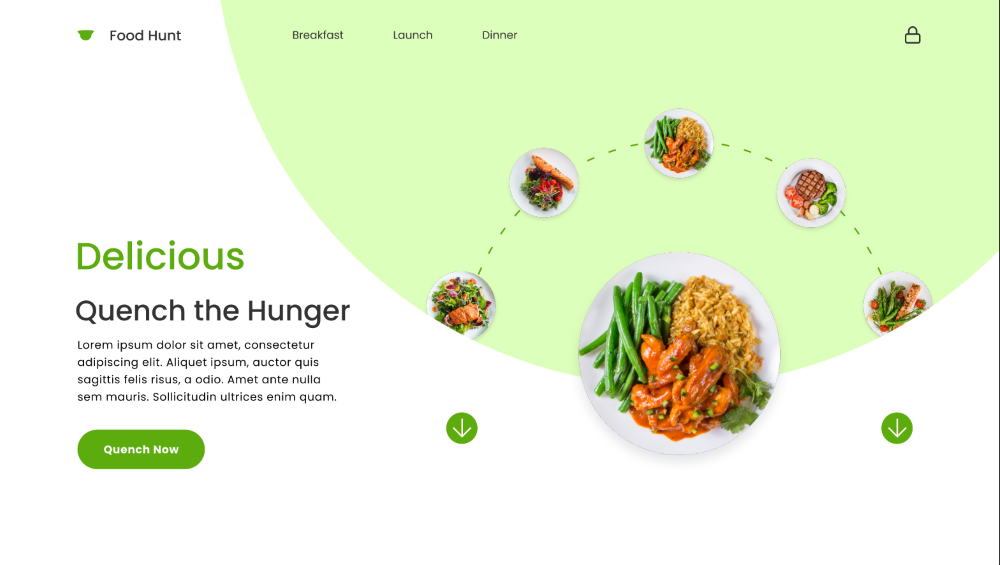 Food Hunt
Breakfast
Launch
Dinner
Delicious
Quench the Hunger
Lorem ipsum dolor sit amet, consectetur
adipiscing elit. Aliquet ipsum, auctor quis
sagittis felis risus, a odio. Amet ante nulla
sem mauris. Sollicitudin ultrices enim quam.
Quench Now